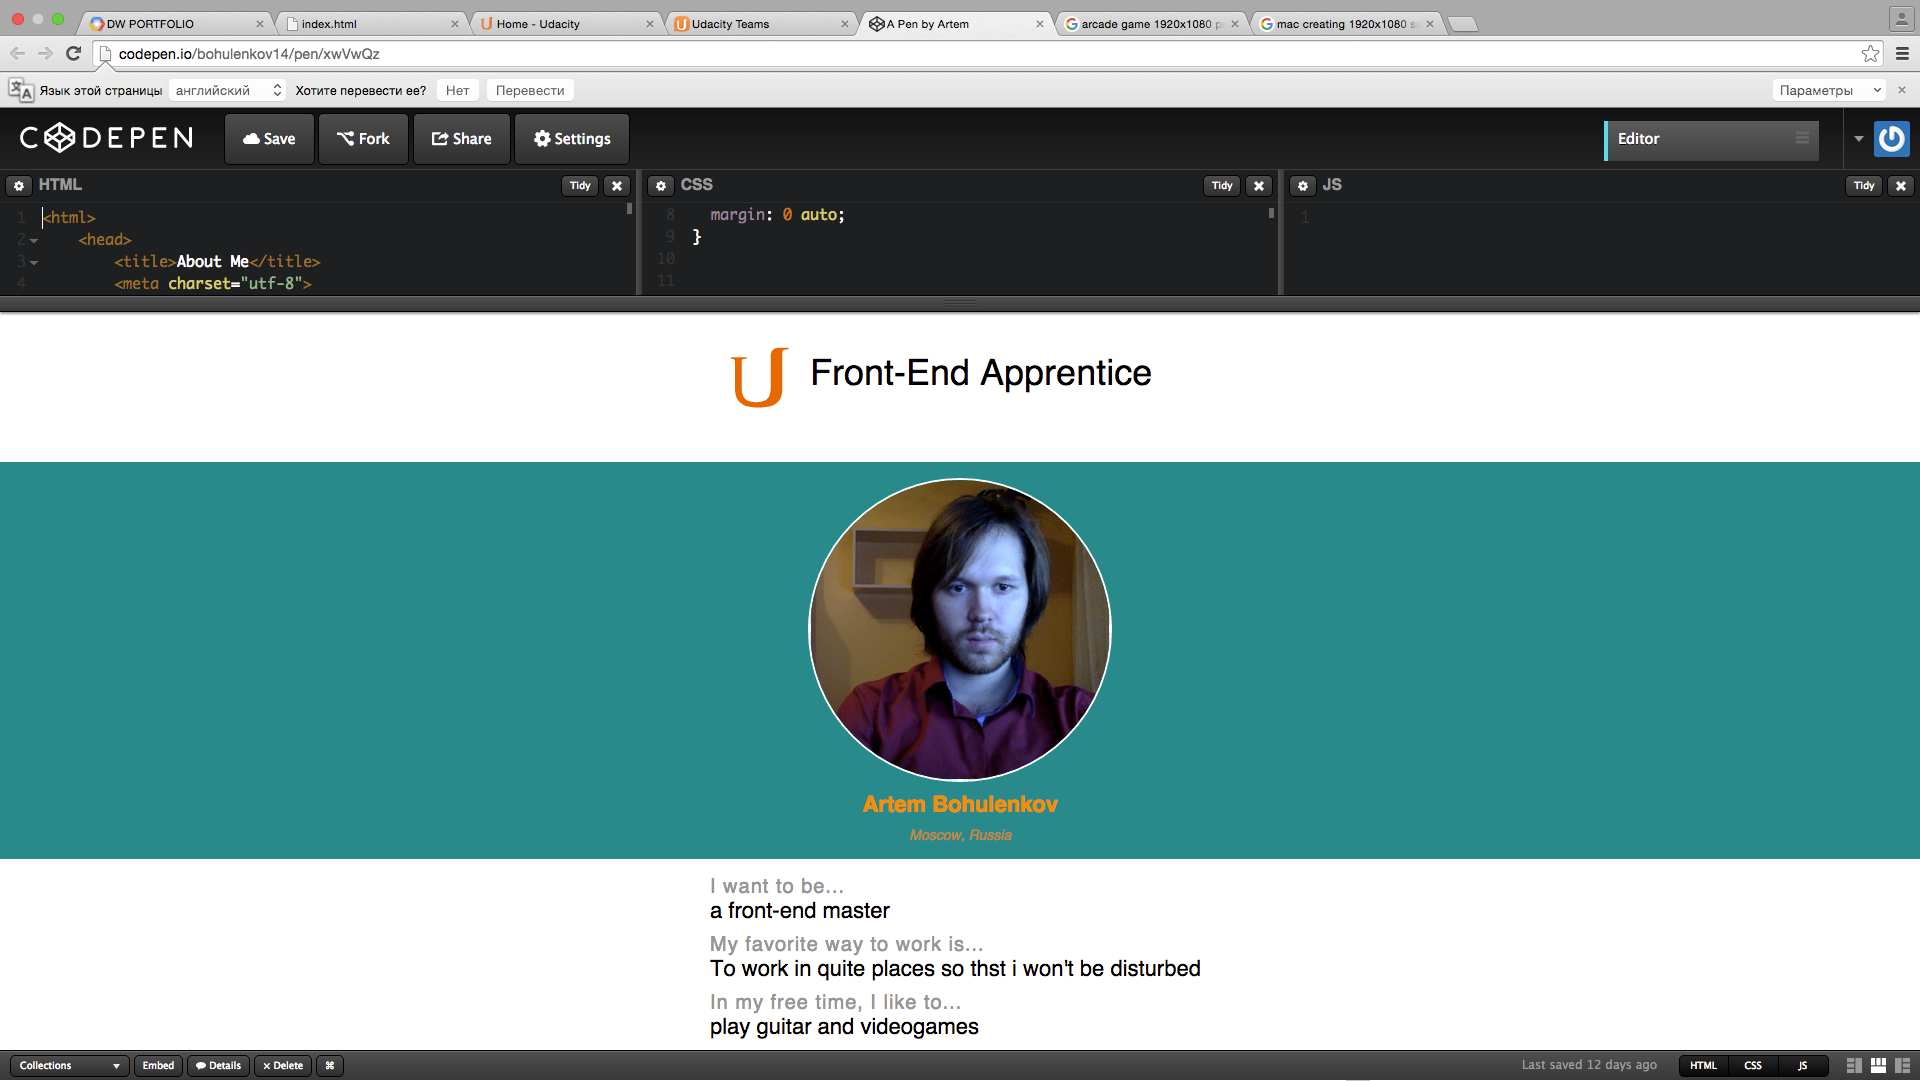 DW PORTFOLIO
index.html
Home - Udacity
Udacity Teams
A Pen by Artem
arcade game 1920x1080 p
mac creating 1920x1080 s
codepen.io/bohulenkov14/pen/xwVwQz
Язык этой страницы английский Хотите перевести ее? Нет Перевести Параметры
CODEPEN Save Fork Share Settings Editor
HTML Tidy
CSS Tidy
JS Tidy
1 <html>
2 <head>
3 <title>About Me</title>
4 <meta charset="utf-8">
8 margin: 0 auto;
9 }
10
11
1
U Front-End Apprentice
Artem Bohulenkov
Moscow, Russia
I want to be...
a front-end master
My favorite way to work is...
To work in quite places so thst i won't be disturbed
In my free time, I like to...
play guitar and videogames
Collections Embed Details × Delete ⌘ Last saved 12 days ago HTML CSS JS